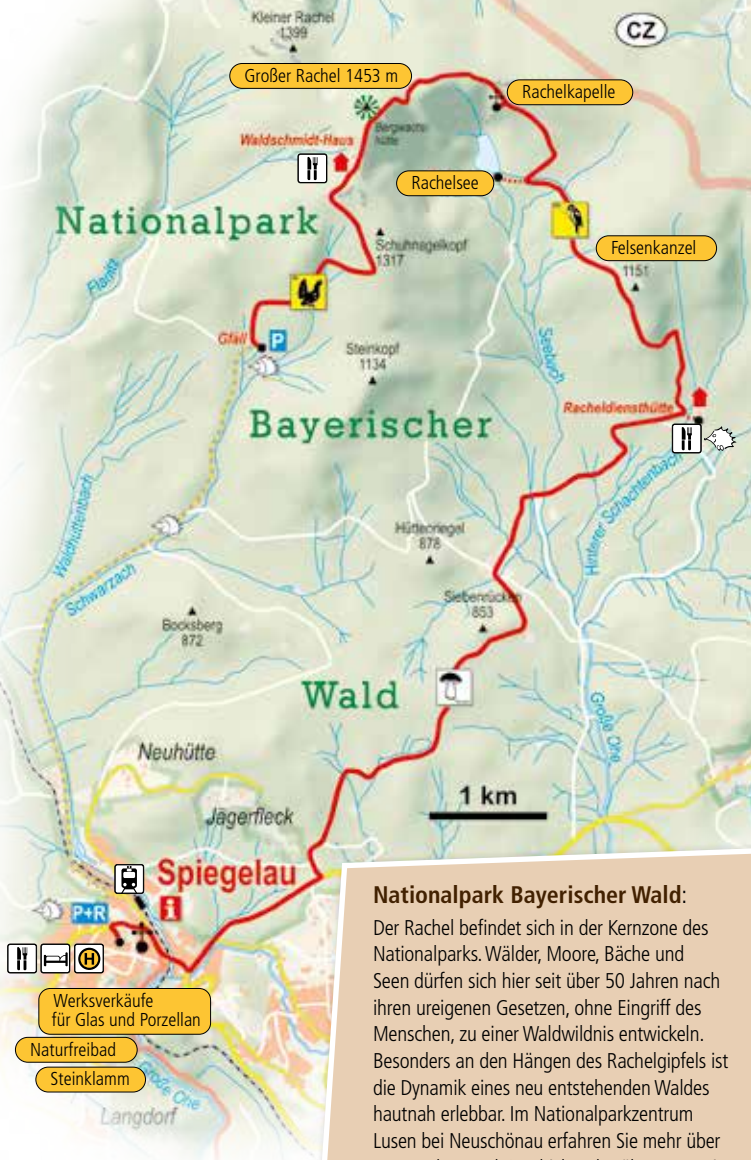 Kleiner Rachel
1399
CZ
Großer Rachel 1453 m
Rachelkapelle
Bergwacht-
hütte
Waldschmidt-Haus
Rachelsee
Nationalpark
Schuhnagelkopf
1317
Felsenkanzel
1151
Flanitz
Gfäll
P
Steinkopf
1134
Seebach
Racheldiensthütte
Bayerischer
Hinterer Schachtenbach
Waldhüttenbach
Hüttenriegel
878
Schwarzach
Siebenrücken
853
Bocksberg
872
Wald
Große Ohe
Neuhütte
1 km
Jägerfleck
Spiegelau
P+R
i
H
Werksverkäufe
für Glas und Porzellan
Naturfreibad
Steinklamm
Große Ohe
Langdorf
Nationalpark Bayerischer Wald:
Der Rachel befindet sich in der Kernzone des
Nationalparks. Wälder, Moore, Bäche und
Seen dürfen sich hier seit über 50 Jahren nach
ihren ureigenen Gesetzen, ohne Eingriff des
Menschen, zu einer Waldwildnis entwickeln.
Besonders an den Hängen des Rachelgipfels ist
die Dynamik eines neu entstehenden Waldes
hautnah erlebbar. Im Nationalparkzentrum
Lusen bei Neuschönau erfahren Sie mehr über